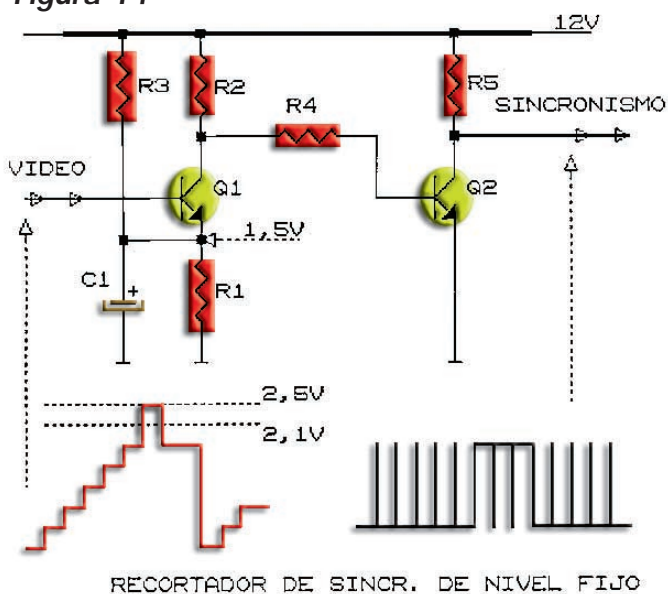 Figura 14
12V
R3
R2
R5
R4
SINCRONISMO
VIDEO
Q1
Q2
1,5V
C1
+
R1
2,5V
2,1V
RECORTADOR DE SINCR. DE NIVEL FIJO